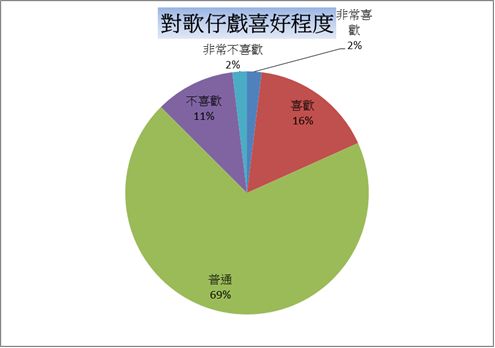 對歌仔戲喜好程度
非常喜
歡
2%
非常不喜歡
2%
不喜歡
11%
喜歡
16%
普通
69%